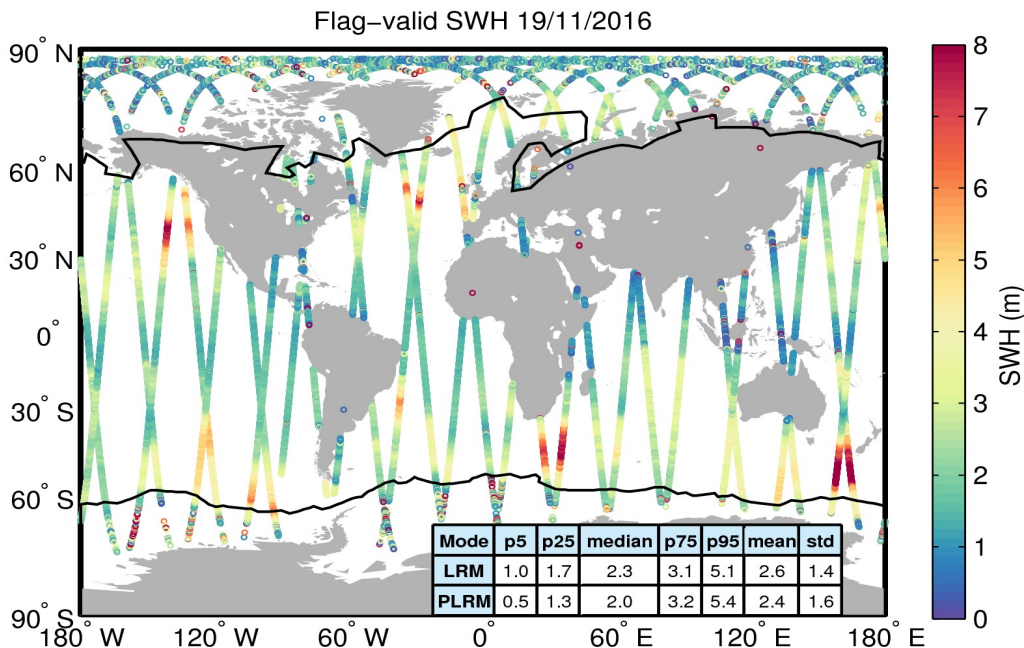 Flag−valid SWH 19/11/2016
90° N
60° N
30° N
0°
30° S
60° S
90° S
180° W
120° W
60° W
0°
60° E
120° E
180° E
Mode p5 p25 median p75 p95 mean std
LRM 1.0 1.7 2.3 3.1 5.1 2.6 1.4
PLRM 0.5 1.3 2.0 3.2 5.4 2.4 1.6
8
7
6
5
4
3
2
1
0
SWH (m)